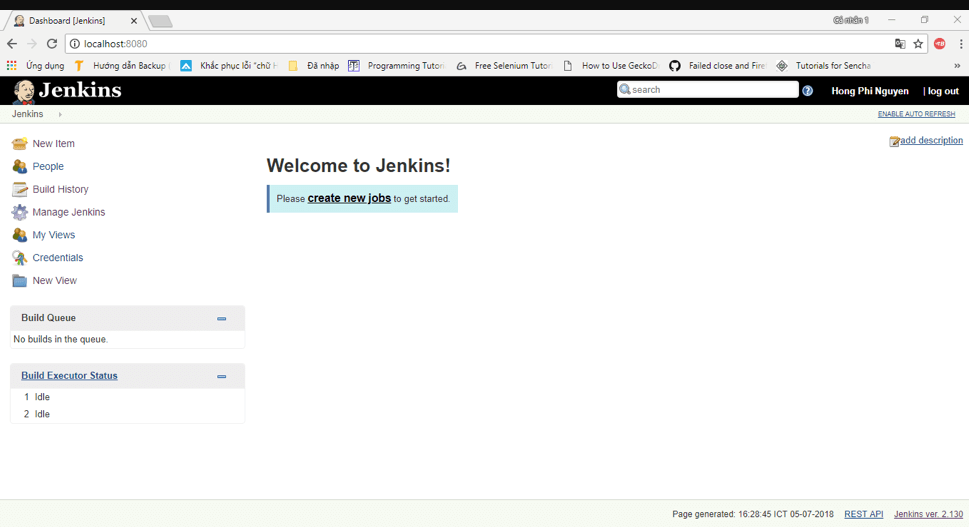 Dashboard [Jenkins]
Cá nhân 1
localhost:8080
Ứng dụng
Hướng dẫn Backup
Khắc phục lỗi "chữ H
Đã nhập
Programming Tutori
Free Selenium Tutori
How to Use GeckoD
Failed close and Fire
Tutorials for Sencha
»
Jenkins
search
Hong Phi Nguyen
| log out
Jenkins
ENABLE AUTO REFRESH
New Item
People
Build History
Manage Jenkins
My Views
Credentials
New View
add description
Welcome to Jenkins!
Please create new jobs to get started.
Build Queue
No builds in the queue.
Build Executor Status
1 Idle
2 Idle
Page generated: 16:28:45 ICT 05-07-2018
REST API
Jenkins ver. 2.130